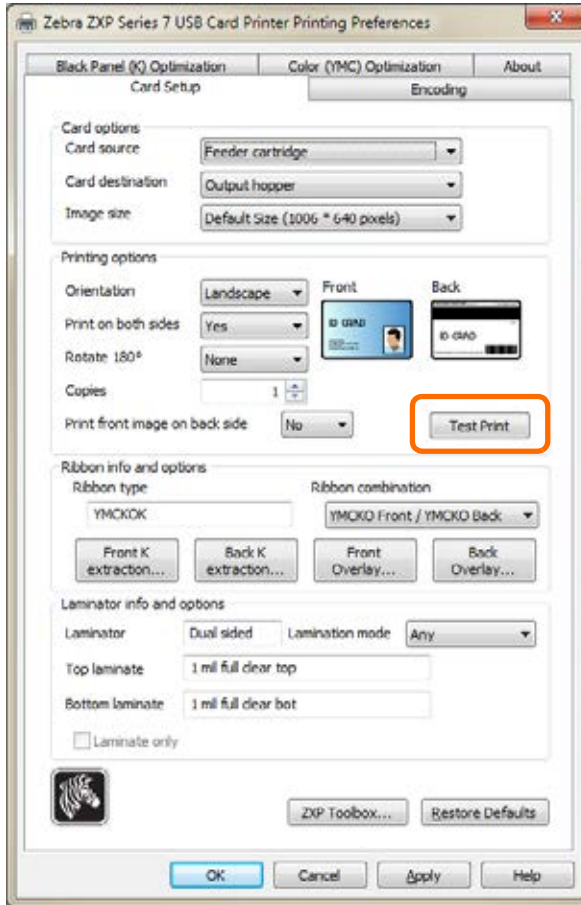 Zebra ZXP Series 7 USB Card Printer Printing Preferences
Black Panel (K) Optimization Color (YMC) Optimization About
Card Setup Encoding
Card options
Card source Feeder cartridge
Card destination Output hopper
Image size Default Size (1006 * 640 pixels)
Printing options
Orientation Landscape Front Back
Print on both sides Yes
ID CRAD
ID CRAD
Rotate 180° None
Copies 1
Print front image on back side No Test Print
Ribbon info and options
Ribbon type Ribbon combination
YMCKOK YMCKO Front / YMCKO Back
Front K extraction... Back K extraction... Front Overlay... Back Overlay...
Laminator info and options
Laminator Dual sided Lamination mode Any
Top laminate 1 mil full clear top
Bottom laminate 1 mil full clear bot
Laminate only
ZXP Toolbox... Restore Defaults
OK Cancel Apply Help